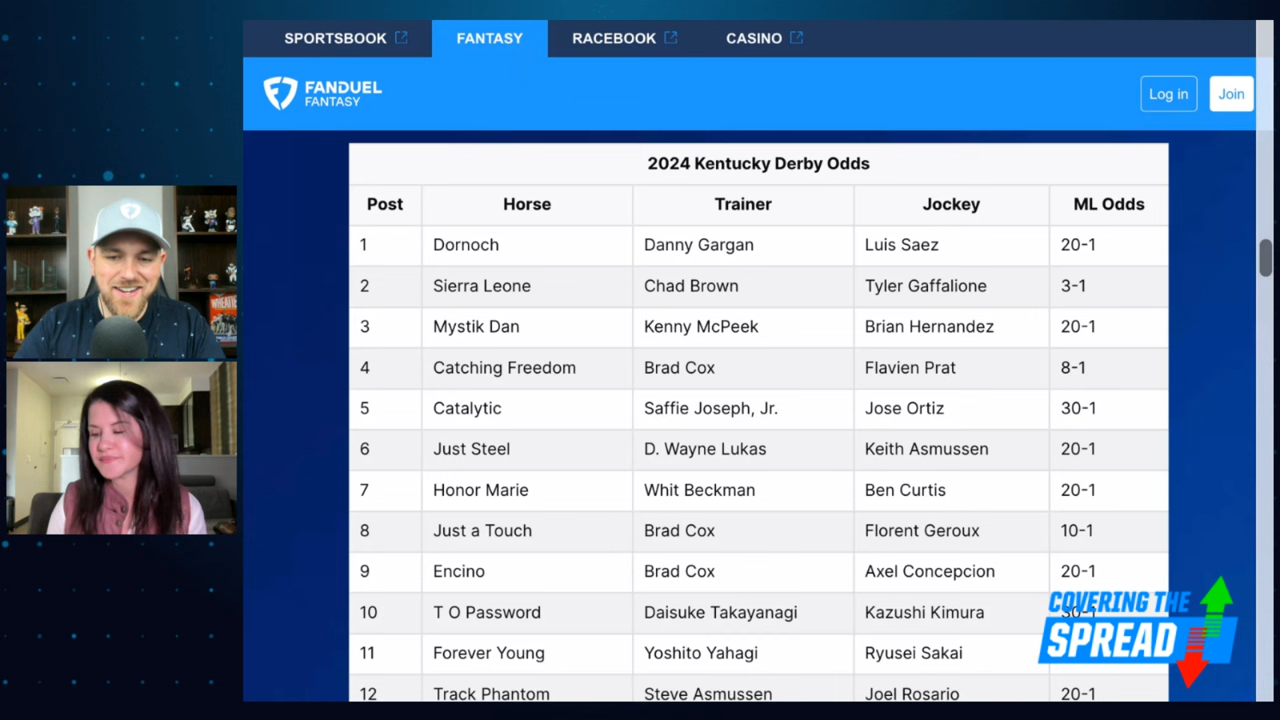 SPORTSBOOK FANTASY RACEBOOK CASINO
FANDUEL
FANTASY
Log in Join
2024 Kentucky Derby Odds
Post Horse Trainer Jockey ML Odds
1 Dornoch Danny Gargan Luis Saez 20-1
2 Sierra Leone Chad Brown Tyler Gaffalione 3-1
3 Mystik Dan Kenny McPeek Brian Hernandez 20-1
4 Catching Freedom Brad Cox Flavien Prat 8-1
5 Catalytic Saffie Joseph, Jr. Jose Ortiz 30-1
6 Just Steel D. Wayne Lukas Keith Asmussen 20-1
7 Honor Marie Whit Beckman Ben Curtis 20-1
8 Just a Touch Brad Cox Florent Geroux 10-1
9 Encino Brad Cox Axel Concepcion 20-1
10 T O Password Daisuke Takayanagi Kazushi Kimura
11 Forever Young Yoshito Yahagi Ryusei Sakai
12 Track Phantom Steve Asmussen Joel Rosario 20-1
COVERING THE
SPREAD
WHEATIES